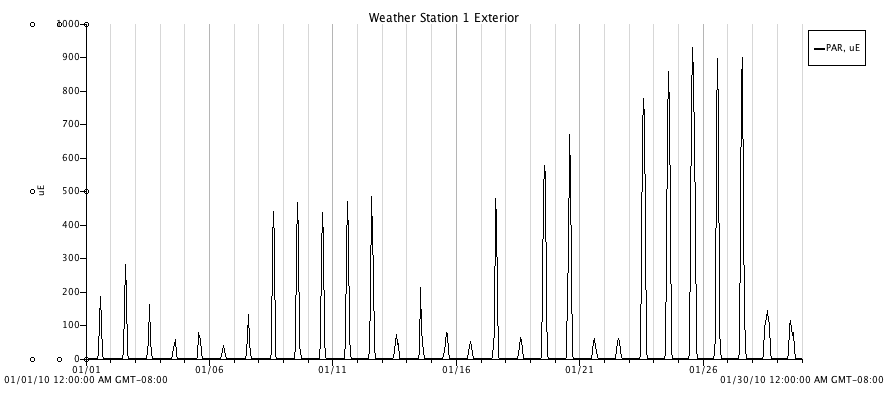 Weather Station 1 Exterior
1000
900
800
700
600
500
400
300
200
100
0
uE
PAR, uE
01/01 01/06 01/11 01/16 01/21 01/26
01/01/10 12:00:00 AM GMT-08:00 01/30/10 12:00:00 AM GMT-08:00